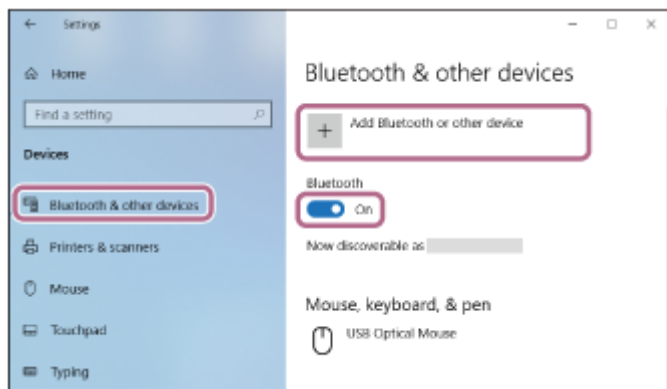 Settings
Home
Find a setting
Devices
Bluetooth & other devices
Printers & scanners
Mouse
Touchpad
Typing
Bluetooth & other devices
Add Bluetooth or other device
Bluetooth
On
Now discoverable as
Mouse, keyboard, & pen
USB Optical Mouse